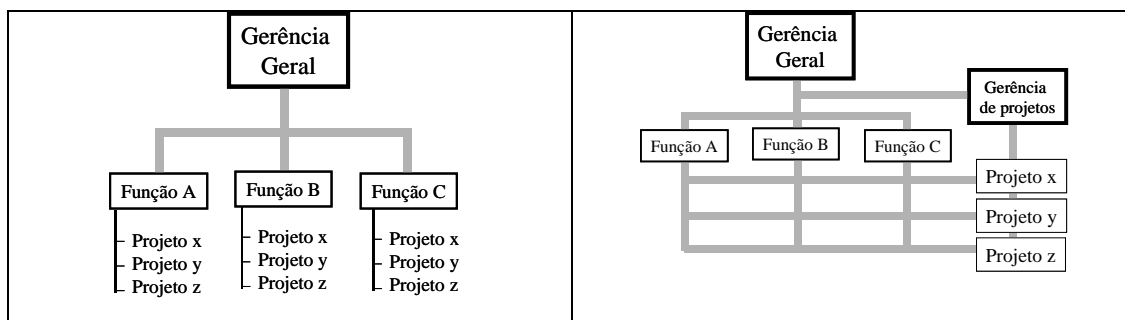 Gerência
Geral
Função A
Função B
Função C
Projeto x
Projeto y
Projeto z
Projeto x
Projeto y
Projeto z
Projeto x
Projeto y
Projeto z
Gerência
Geral
Gerência
de projetos
Função A
Função B
Função C
Projeto x
Projeto y
Projeto z